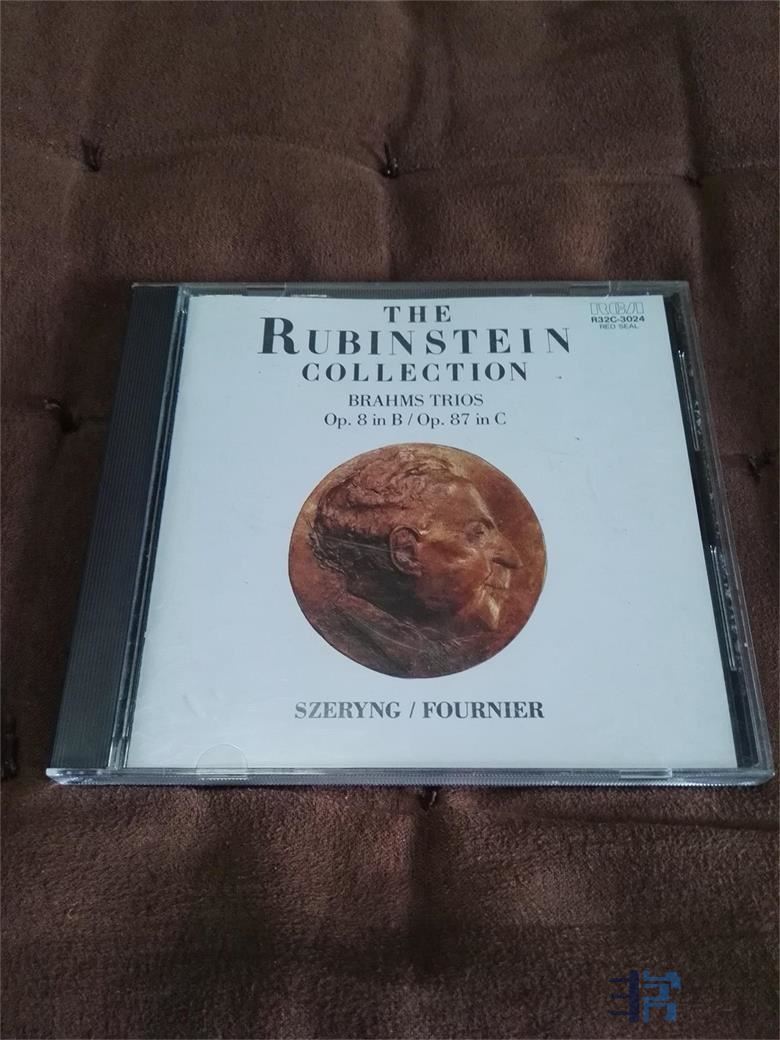 THE
RUBINSTEIN
COLLECTION
BRAHMS TRIOS
Op. 8 in B / Op. 87 in C
RCA
R32C-3024
RED SEAL
SZERYNG / FOURNIER